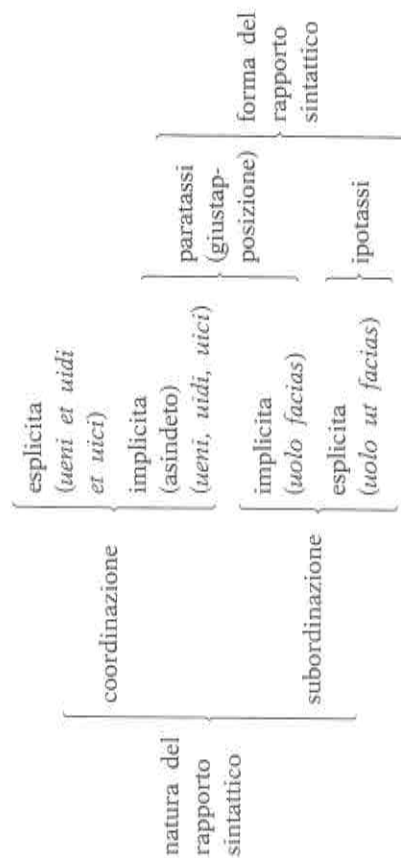 natura del
rapporto
sintattico
coordinazione
subordinazione
esplicita
(ueni et uidi
et uici)
implicita
(asindeto)
(ueni, uidi, uici)
implicita
(uolo facias)
esplicita
(uolo ut facias)
paratassi
(giustap-
posizione)
ipotassi
forma del
rapporto
sintattico